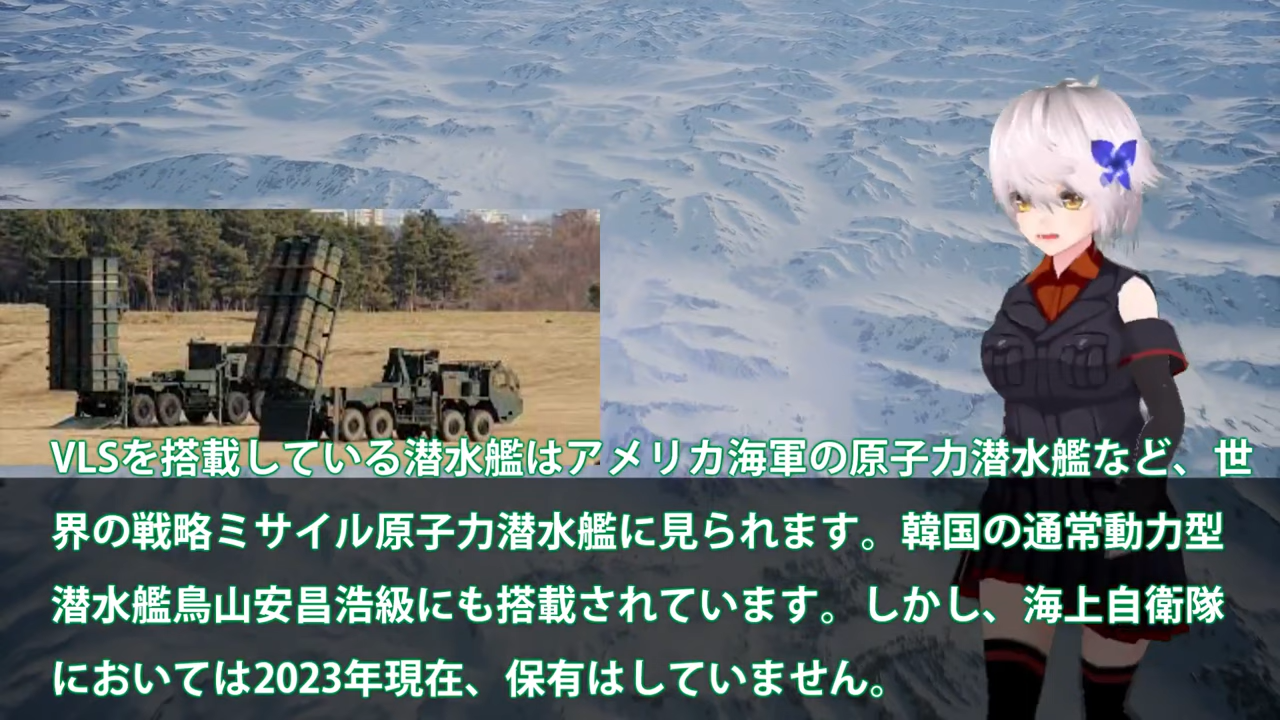 VLSを搭載している潜水艦はアメリカ海軍の原子力潜水艦など、世
界の戦略ミサイル原子力潜水艦に見られます。韓国の通常動力型
潜水艦鳥山安昌浩級にも搭載されています。しかし、海上自衛隊
においては2023年現在、保有はしていません。